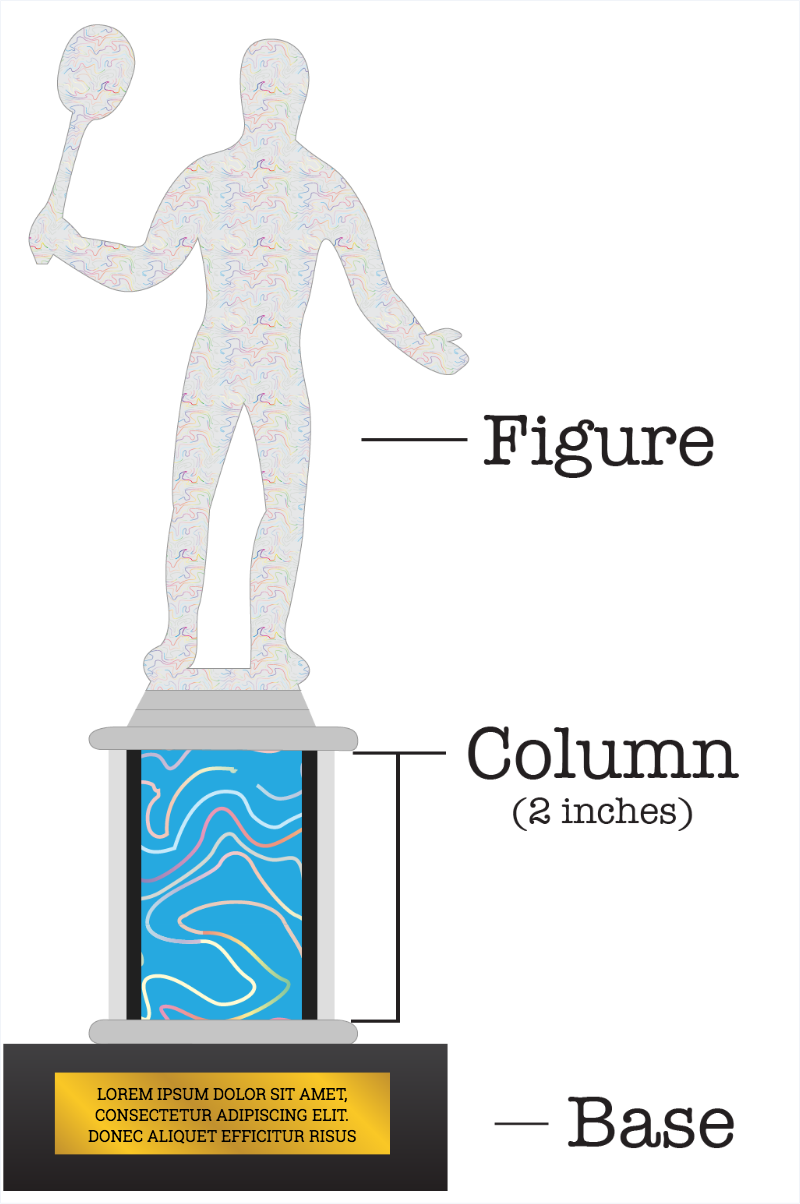 Figure
Column
(2 inches)
LOREM IPSUM DOLOR SIT AMET,
CONSECTETUR ADIPISCING ELIT.
DONEC ALIQUET EFFICITUR RISUS
Base